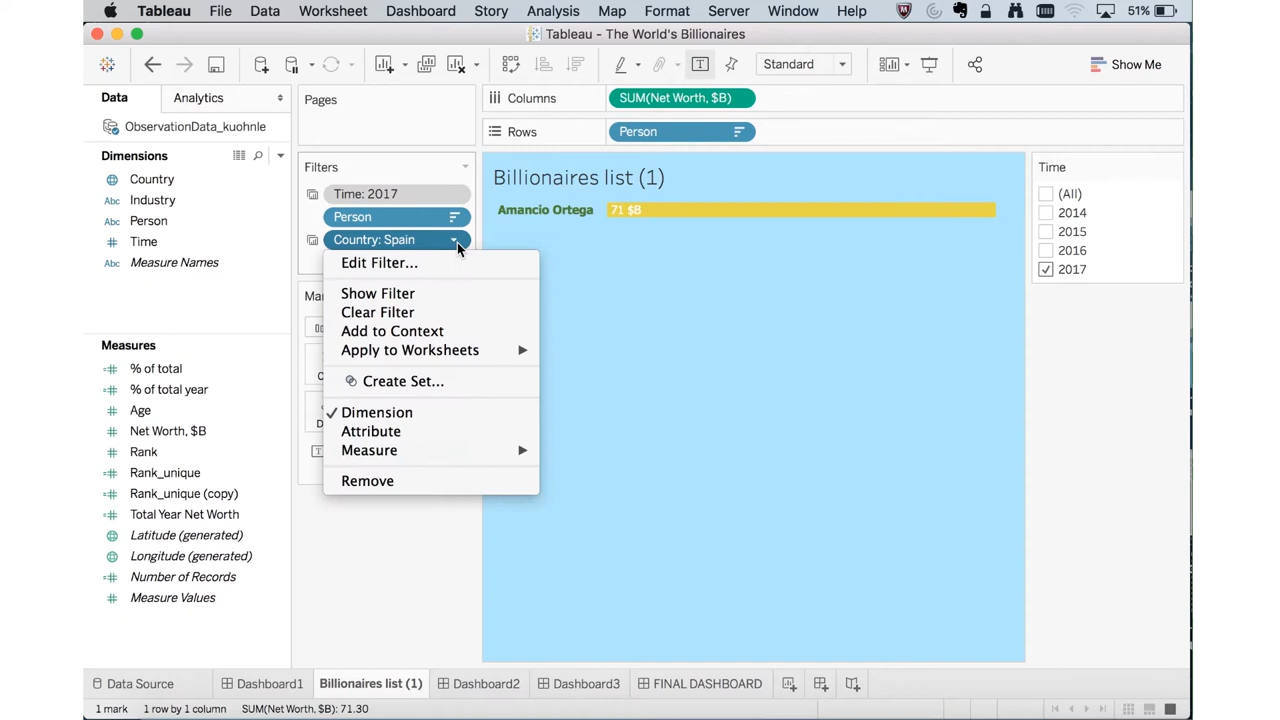 Tableau File Data Worksheet Dashboard Story Analysis Map Format Server Window Help 51%
Tableau - The World's Billionaires
Standard Show Me
Data Analytics
ObservationData_kuohnle
Dimensions
Country
Abc Industry
Abc Person
Time
Abc Measure Names
Measures
% of total
% of total year
Age
Net Worth, $B
Rank
Rank_unique
Rank_unique (copy)
Total Year Net Worth
Latitude (generated)
Longitude (generated)
Number of Records
Measure Values
Pages
Filters
Time: 2017
Person
Country: Spain
Edit Filter...
Show Filter
Clear Filter
Add to Context
Apply to Worksheets
Create Set...
Dimension
Attribute
Measure
Remove
Columns SUM(Net Worth, $B)
Rows Person
Billionaires list (1)
Amancio Ortega 71 $B
Time
(All)
2014
2015
2016
2017
Data Source Dashboard1 Billionaires list (1) Dashboard2 Dashboard3 FINAL DASHBOARD
1 mark 1 row by 1 column SUM(Net Worth, $B): 71.30